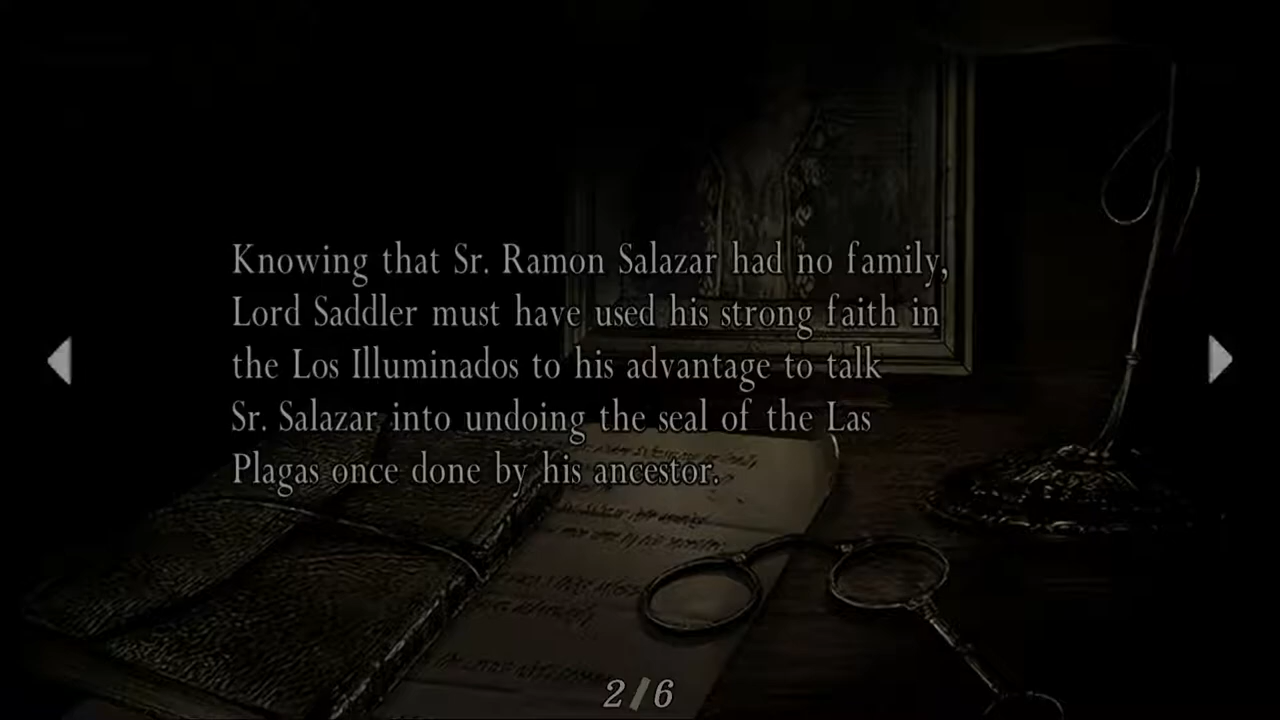 Knowing that Sr. Ramon Salazar had no family,
Lord Saddler must have used his strong faith in
the Los Illuminados to his advantage to talk
Sr. Salazar into undoing the seal of the Las
Plagas once done by his ancestor.
2/6